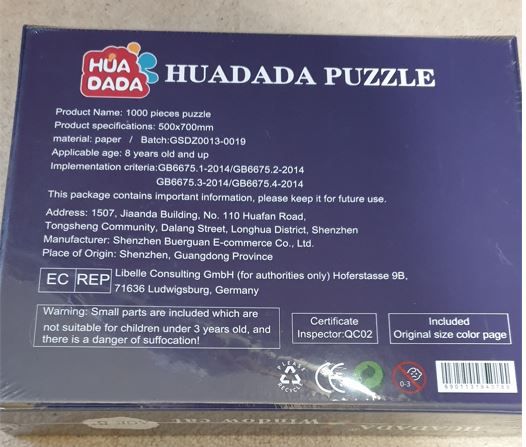 HUA
DADA
HUADADA PUZZLE
Product Name: 1000 pieces puzzle
Product specifications: 500x700mm
material: paper / Batch:GSDZ0013-0019
Applicable age: 8 years old and up
Implementation criteria:GB6675.1-2014/GB6675.2-2014
GB6675.3-2014/GB6675.4-2014
This package contains important information, please keep it for future use.
Address: 1507, Jiaanda Building, No. 110 Huafan Road,
Tongsheng Community, Dalang Street, Longhua District, Shenzhen
Manufacturer: Shenzhen Buerguan E-commerce Co., Ltd.
Place of Origin: Shenzhen, Guangdong Province
EC REP
Libelle Consulting GmbH (for authorities only) Hoferstasse 9B,
71636 Ludwigsburg, Germany
Warning: Small parts are included which are
not suitable for children under 3 years old, and
there is a danger of suffocation!
Certificate
Inspector:QC02
Included
Original size color page
PLEASE
RECYCLE
CE
0-3
HUADADA
Window cat